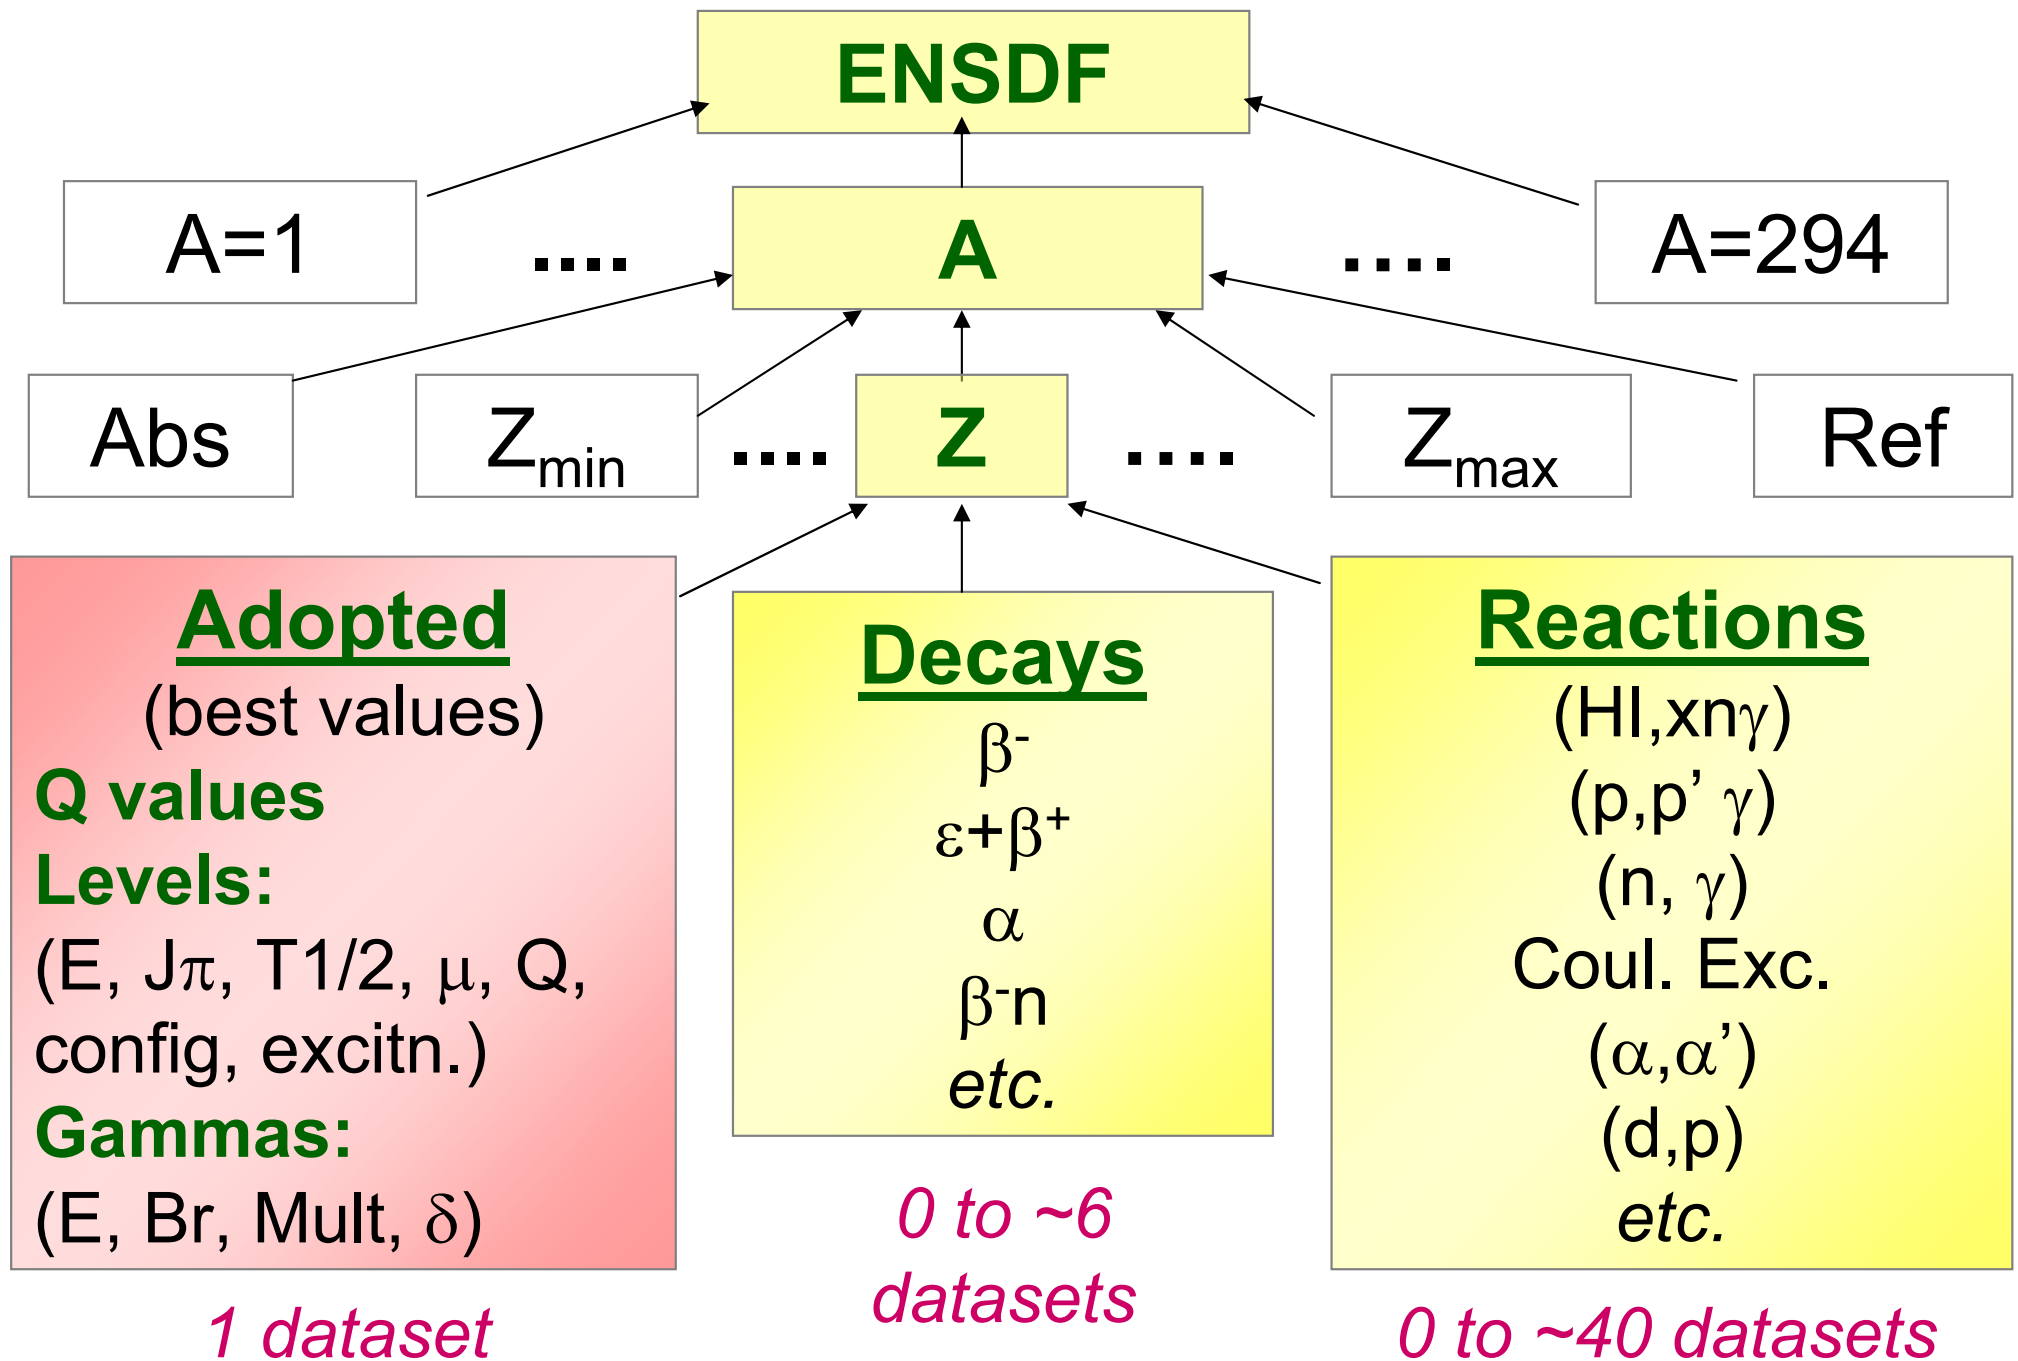 ENSDF
A=1
....
A
....
A=294
Abs
Zmin
....
Z
....
Zmax
Ref
Adopted
(best values)
Q values
Levels:
(E, Jπ, T1/2, μ, Q,
config, excitn.)
Gammas:
(E, Br, Mult, δ)
1 dataset
Decays
β-
ε+β+
α
β-n
etc.
0 to ~6
datasets
Reactions
(HI,xnγ)
(p,p’ γ)
(n, γ)
Coul. Exc.
(α,α’)
(d,p)
etc.
0 to ~40 datasets